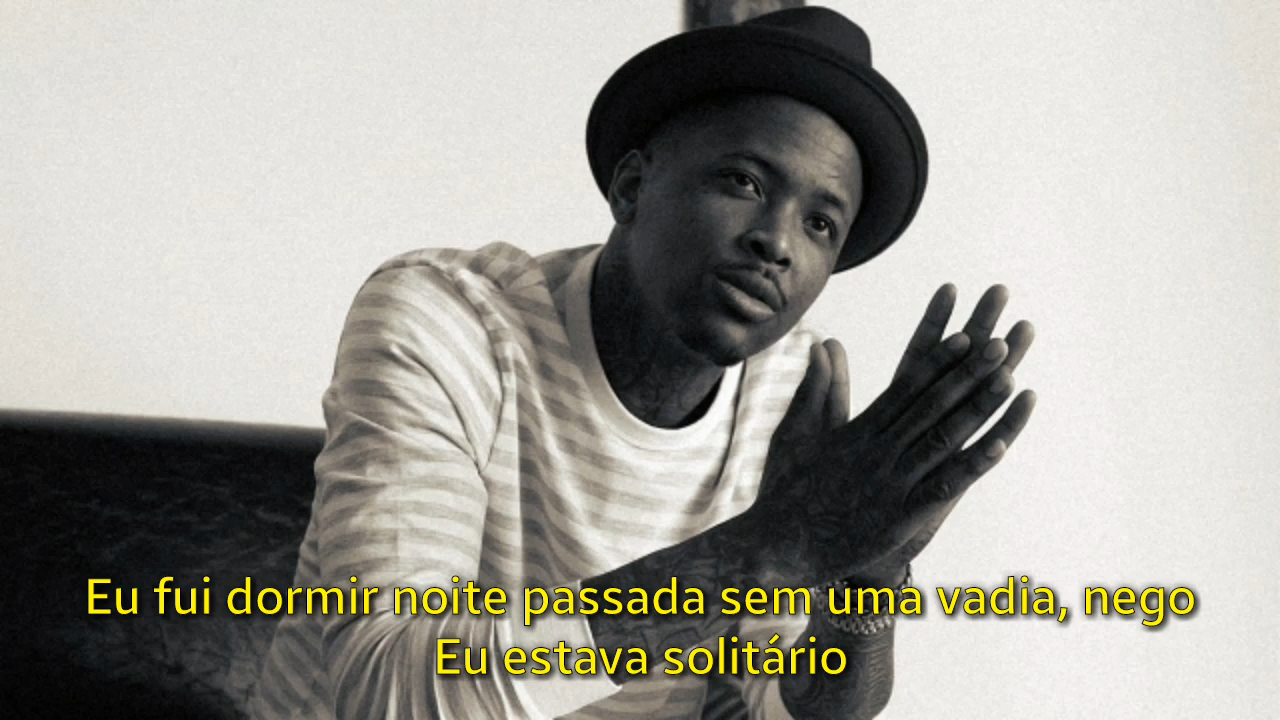 Eu fui dormir noite passada sem uma vadia, nego
Eu estava solitário